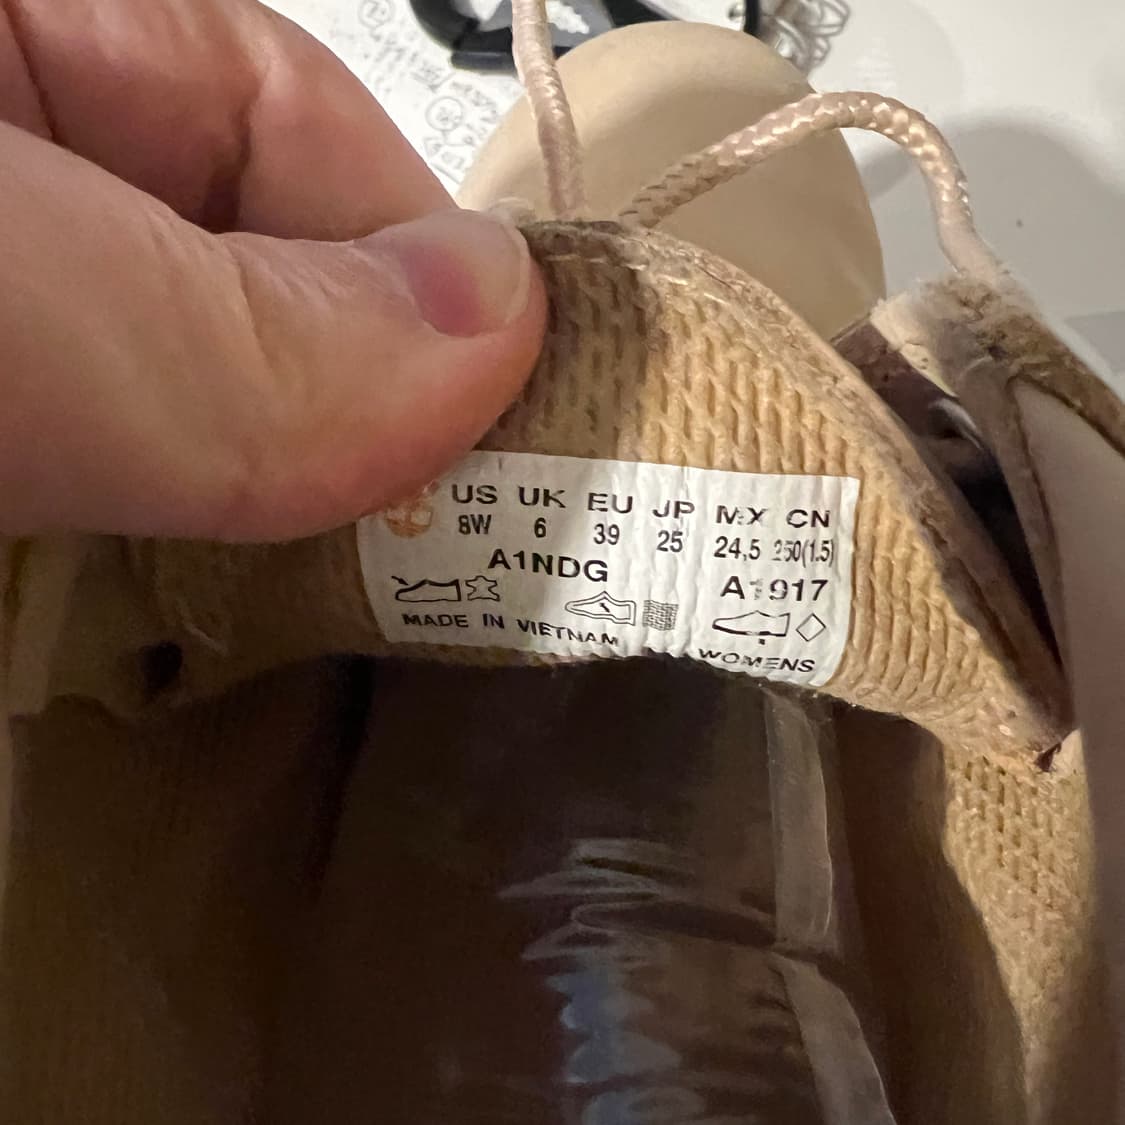 US UK EU JP MX CN
8W 6 39 25 24,5 250(1.5)
A1NDG
A1917
MADE IN VIETNAM
WOMENS